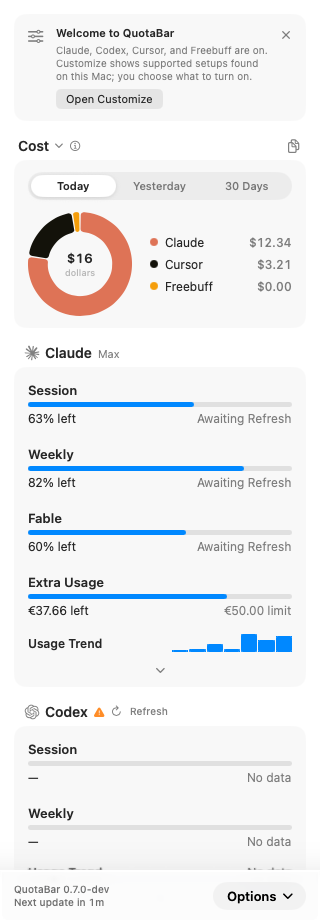 Welcome to QuotaBar
Claude, Codex, Cursor, and Freebuff are on.
Customize shows supported setups found
on this Mac; you choose what to turn on.
Open Customize
Cost
Today Yesterday 30 Days
$16
dollars
Claude $12.34
Cursor $3.21
Freebuff $0.00
Claude Max
Session
63% left Awaiting Refresh
Weekly
82% left Awaiting Refresh
Fable
60% left Awaiting Refresh
Extra Usage
€37.66 left €50.00 limit
Usage Trend
Codex Refresh
Session
— No data
Weekly
— No data
QuotaBar 0.7.0-dev
Next update in 1m
Options